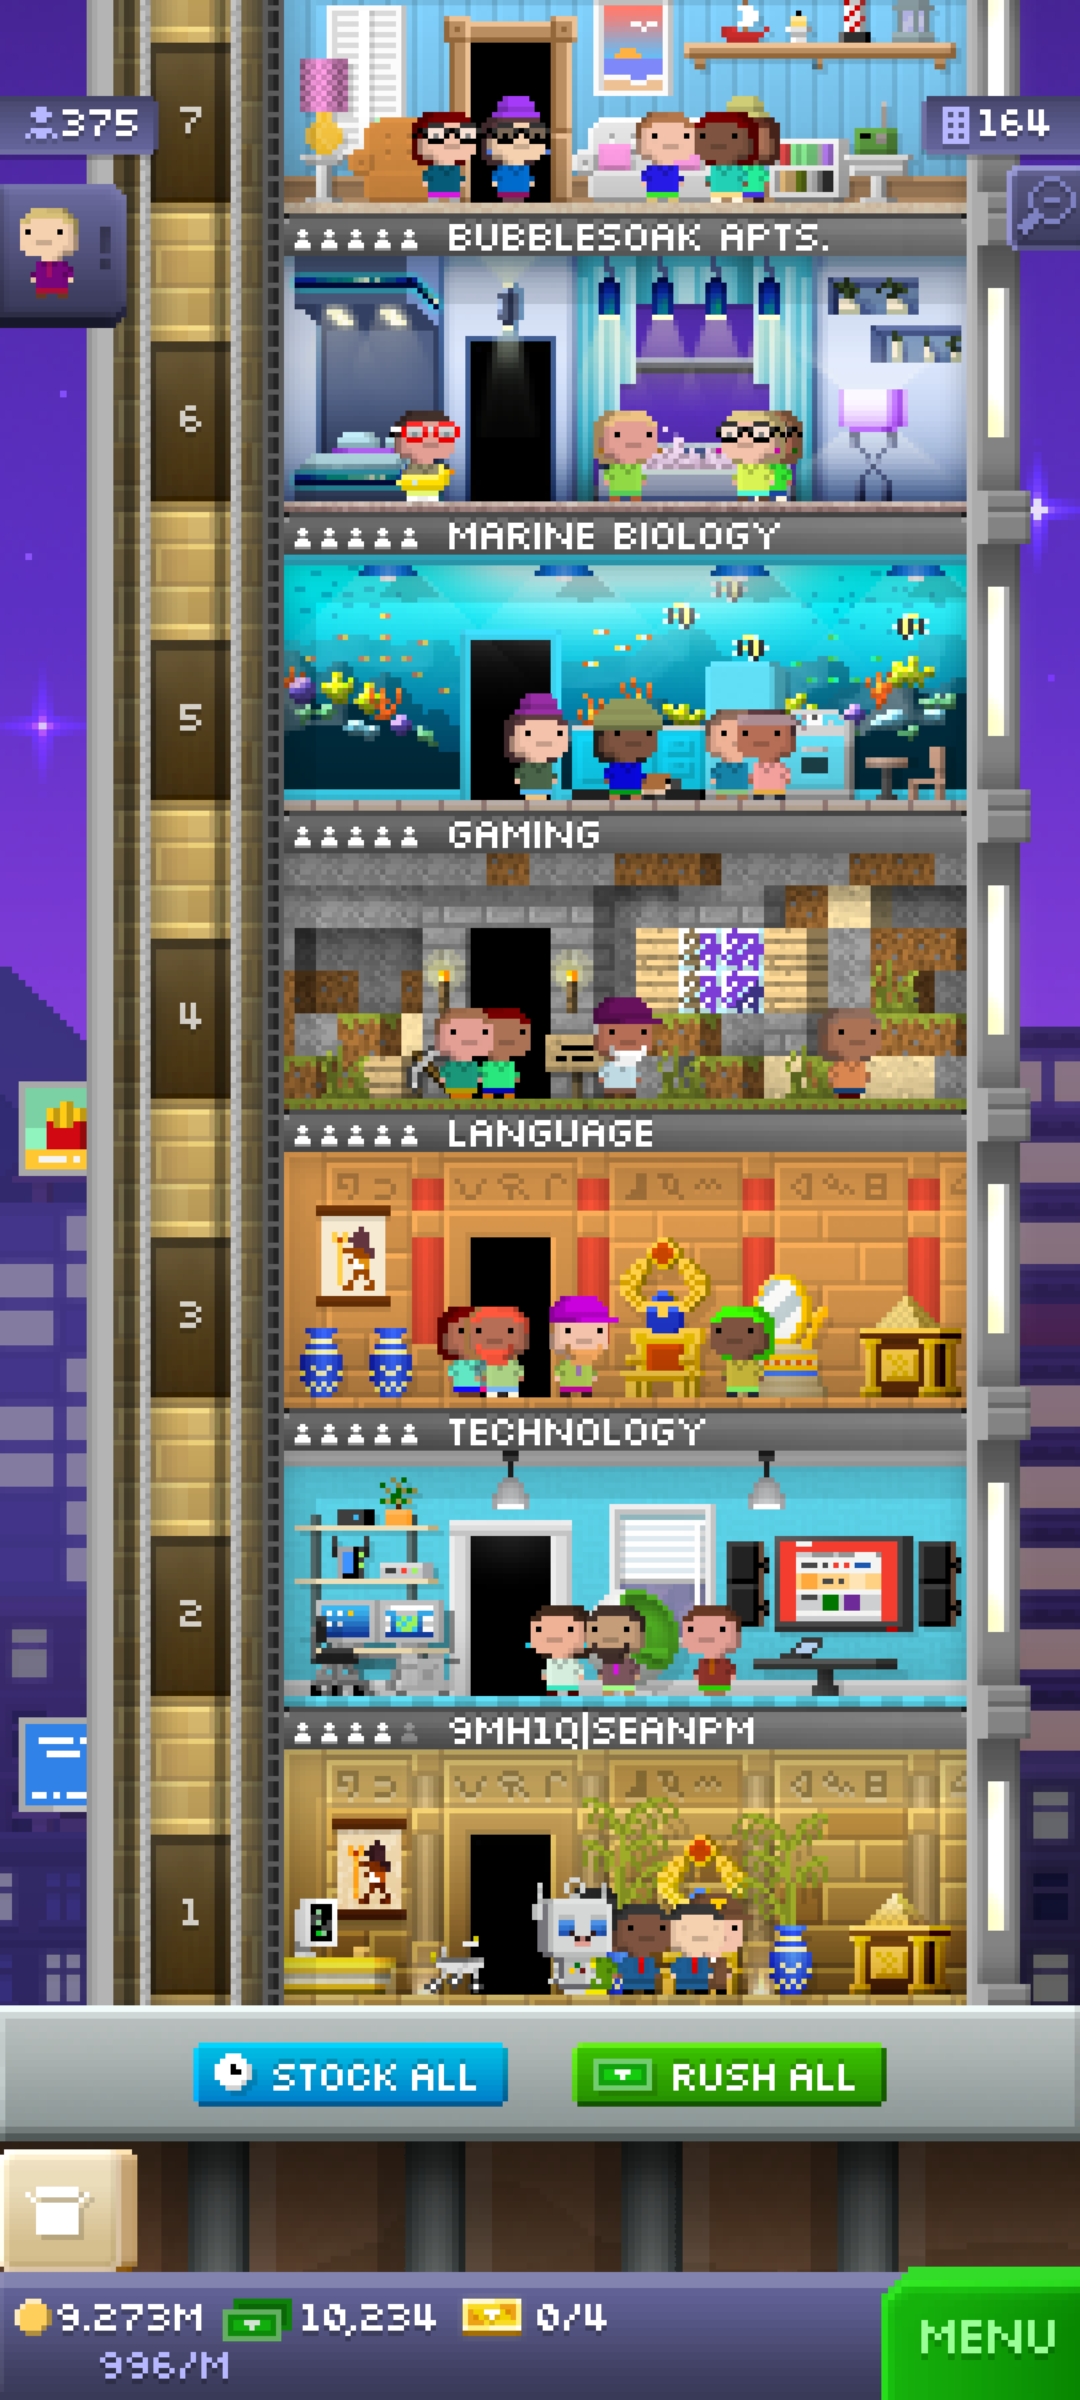 7
375
164
!
BUBBLESOAK APTS.
6
MARINE BIOLOGY
5
GAMING
4
LANGUAGE
3
TECHNOLOGY
2
9MH1Q|SEANPM
1
STOCK ALL
RUSH ALL
9.273M
10,234
0/4
996/M
MENU